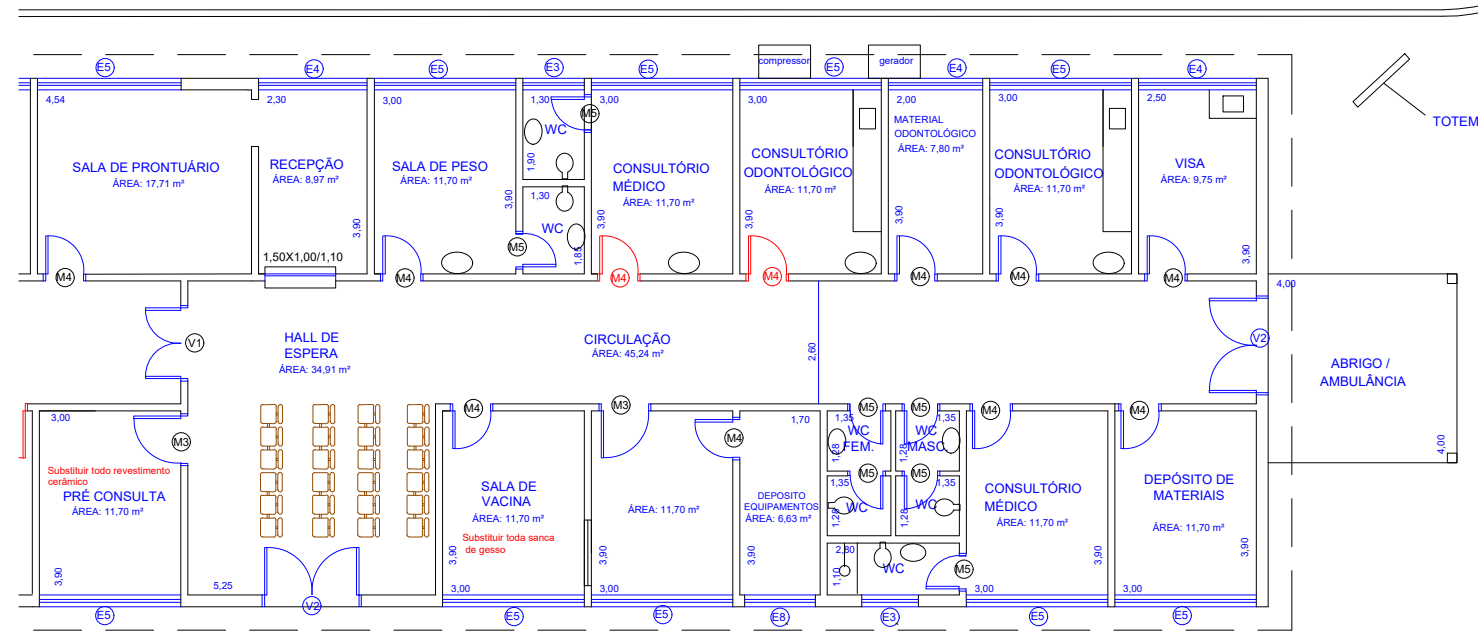 compressor
gerador
E5
E4
E5
E3
E5
E5
E4
E5
E4
TOTEM
4,54
2,30
3,00
1,30
3,00
3,00
2,00
3,00
2,50
M5
WC
1,90
MATERIAL
ODONTOLÓGICO
ÁREA: 7,80 m²
SALA DE PRONTUÁRIO
ÁREA: 17,71 m²
RECEPÇÃO
ÁREA: 8,97 m²
SALA DE PESO
ÁREA: 11,70 m²
CONSULTÓRIO
MÉDICO
ÁREA: 11,70 m²
CONSULTÓRIO
ODONTOLÓGICO
ÁREA: 11,70 m²
CONSULTÓRIO
ODONTOLÓGICO
ÁREA: 11,70 m²
VISA
ÁREA: 9,75 m²
1,30
WC
1,85
M5
3,90
3,90
3,90
3,90
3,90
3,90
3,90
1,50X1,00/1,10
M4
M4
M4
M4
M4
M4
M4
4,00
V1
HALL DE
ESPERA
ÁREA: 34,91 m²
CIRCULAÇÃO
ÁREA: 45,24 m²
2,60
V2
ABRIGO /
AMBULÂNCIA
4,00
3,00
M3
M4
M3
M4
1,70
M5
M5
M4
M4
1,35
WC
FEM.
1,28
1,35
WC
MASC.
1,28
M5
M5
1,35
WC
1,28
1,35
WC
1,28
Substituir todo revestimento
cerâmico
PRÉ CONSULTA
ÁREA: 11,70 m²
SALA DE
VACINA
ÁREA: 11,70 m²
Substituir toda sanca
de gesso
ÁREA: 11,70 m²
DEPOSITO
EQUIPAMENTOS
ÁREA: 6,63 m²
CONSULTÓRIO
MÉDICO
ÁREA: 11,70 m²
DEPÓSITO DE
MATERIAIS
ÁREA: 11,70 m²
2,80
WC
1,10
M5
3,90
5,25
3,90
3,00
3,90
3,00
3,90
3,00
3,90
3,00
3,90
E5
V2
E5
E5
E8
E3
E5
E5